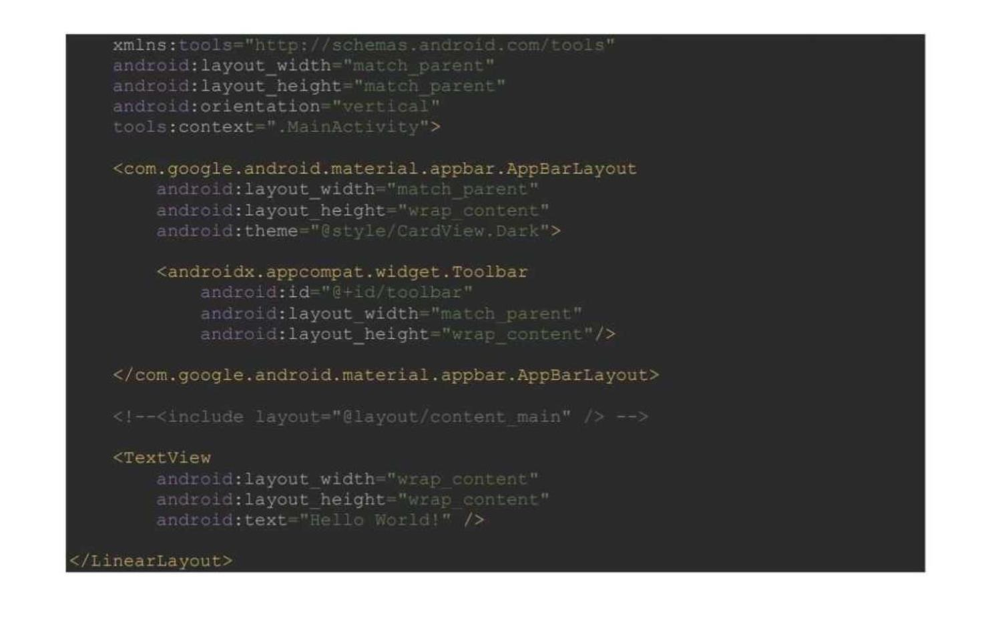 xmlns:tools="http://schemas.android.com/tools"
android:layout_width="match_parent"
android:layout_height="match_parent"
android:orientation="vertical"
tools:context=".MainActivity">
<com.google.android.material.appbar.AppBarLayout
android:layout_width="match_parent"
android:layout_height="wrap_content"
android:theme="@style/CardView.Dark">
<androidx.appcompat.widget.Toolbar
android:id="@+id/toolbar"
android:layout_width="match_parent"
android:layout_height="wrap_content"/>
</com.google.android.material.appbar.AppBarLayout>
<!--<include layout="@layout/content_main" /> -->
<TextView
android:layout_width="wrap_content"
android:layout_height="wrap_content"
android:text="Hello World!" />
</LinearLayout>